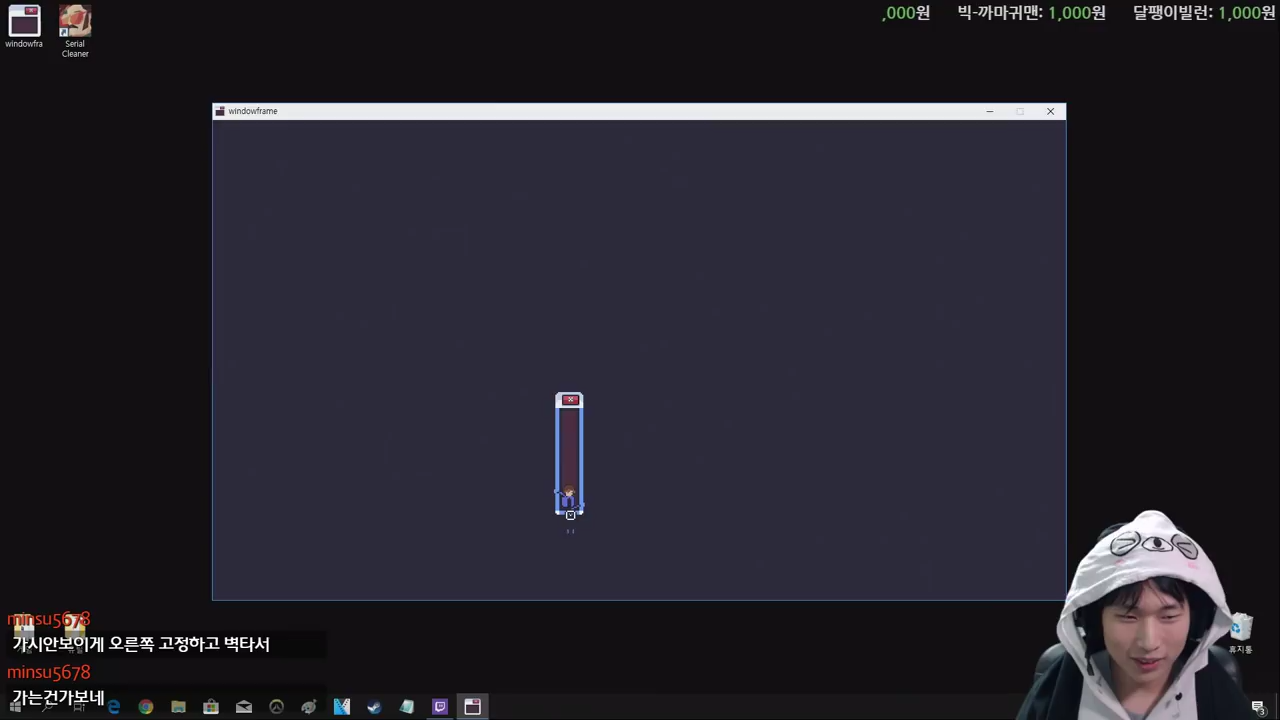 ,000원 빅-까마귀맨: 1,000원 달팽이빌런: 1,000원
windowfra
Serial
Cleaner
windowframe
minsu5678
가시안보이게 오른쪽 고정하고 벽타서
minsu5678
가는건가보네
휴지통
3